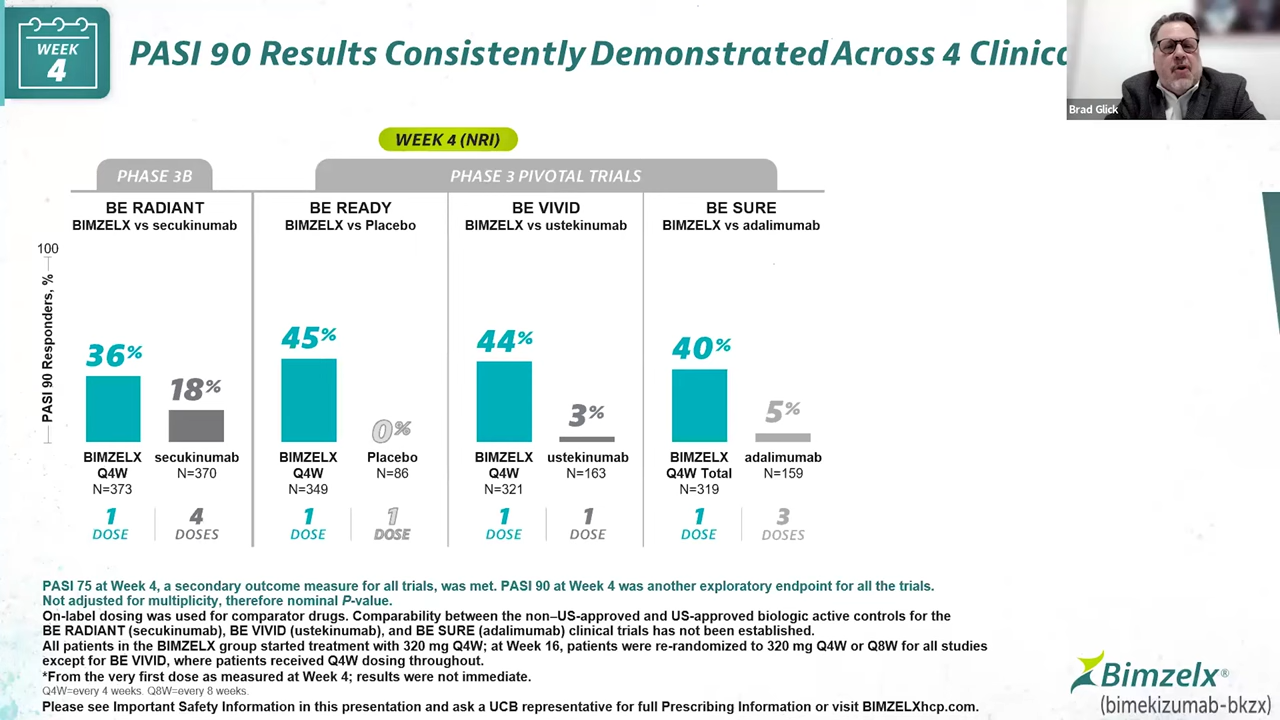 WEEK
4
PASI 90 Results Consistently Demonstrated Across 4 Clinica
Brad Glick
WEEK 4 (NRI)
PHASE 3B
PHASE 3 PIVOTAL TRIALS
BE RADIANT
BIMZELX vs secukinumab
BE READY
BIMZELX vs Placebo
BE VIVID
BIMZELX vs ustekinumab
BE SURE
BIMZELX vs adalimumab
100
PASI 90 Responders, %
36%
18%
45%
0%
44%
3%
40%
5%
BIMZELX
Q4W
N=373
secukinumab
N=370
BIMZELX
Q4W
N=349
Placebo
N=86
BIMZELX
Q4W
N=321
ustekinumab
N=163
BIMZELX
Q4W Total
N=319
adalimumab
N=159
1
DOSE
4
DOSES
1
DOSE
1
DOSE
1
DOSE
1
DOSE
1
DOSE
3
DOSES
PASI 75 at Week 4, a secondary outcome measure for all trials, was met. PASI 90 at Week 4 was another exploratory endpoint for all the trials.
Not adjusted for multiplicity, therefore nominal P-value.
On-label dosing was used for comparator drugs. Comparability between the non–US-approved and US-approved biologic active controls for the
BE RADIANT (secukinumab), BE VIVID (ustekinumab), and BE SURE (adalimumab) clinical trials has not been established.
All patients in the BIMZELX group started treatment with 320 mg Q4W; at Week 16, patients were re-randomized to 320 mg Q4W or Q8W for all studies
except for BE VIVID, where patients received Q4W dosing throughout.
*From the very first dose as measured at Week 4; results were not immediate.
Q4W=every 4 weeks. Q8W=every 8 weeks.
Please see Important Safety Information in this presentation and ask a UCB representative for full Prescribing Information or visit BIMZELXhcp.com.
Bimzelx®
(bimekizumab-bkzx)